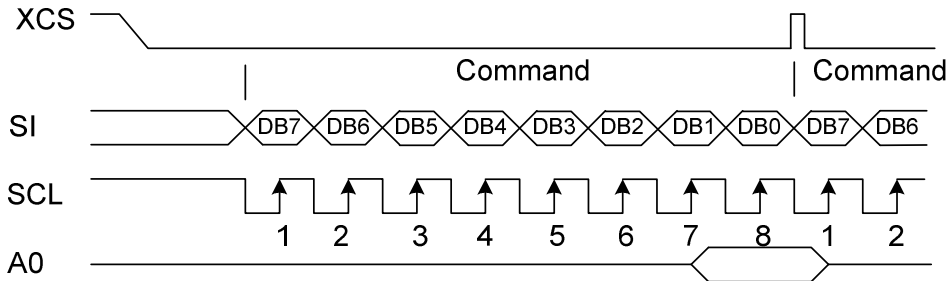 XCS
Command Command
SI DB7 DB6 DB5 DB4 DB3 DB2 DB1 DB0 DB7 DB6
SCL
1 2 3 4 5 6 7 8 1 2
A0